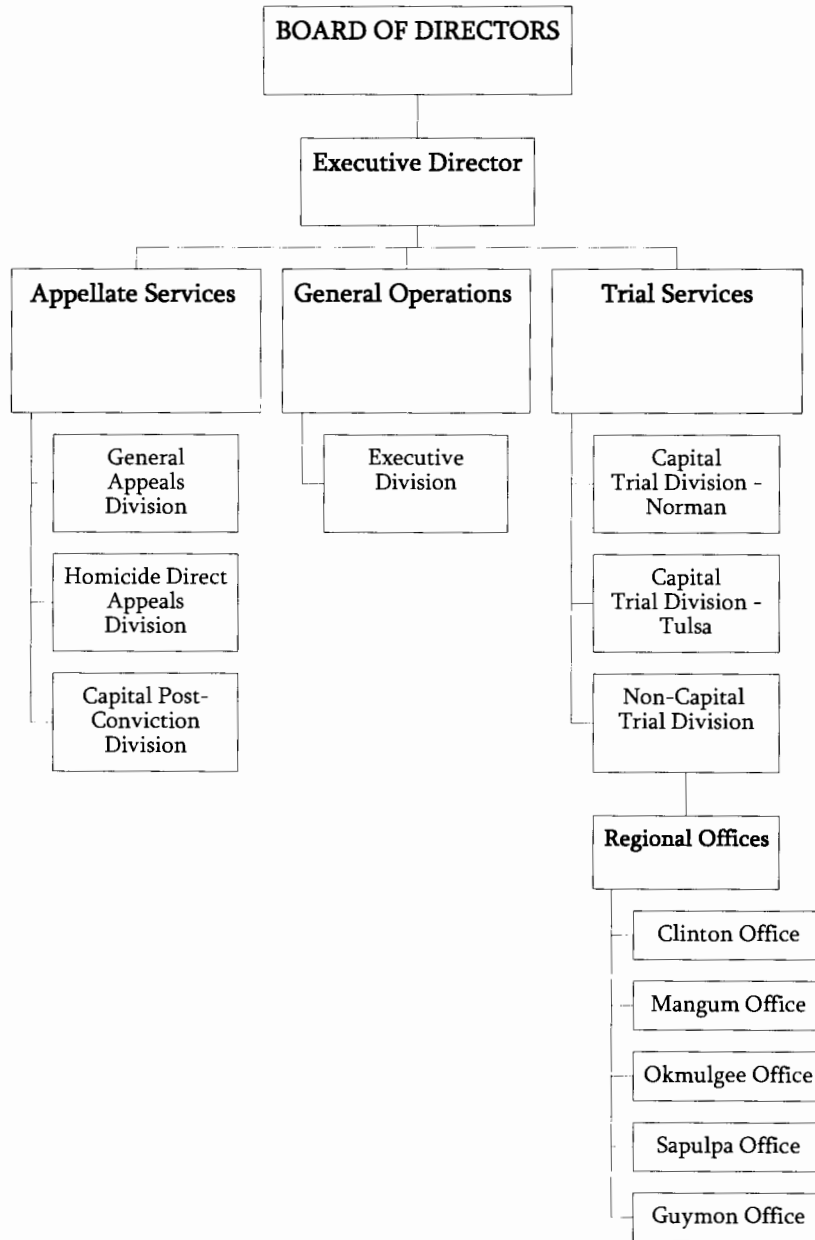 BOARD OF DIRECTORS
Executive Director
Appellate Services
General Operations
Trial Services
General
Appeals
Division
Homicide Direct
Appeals
Division
Capital Post-
Conviction
Division
Executive
Division
Capital
Trial Division -
Norman
Capital
Trial Division -
Tulsa
Non-Capital
Trial Division
Regional Offices
Clinton Office
Mangum Office
Okmulgee Office
Sapulpa Office
Guymon Office